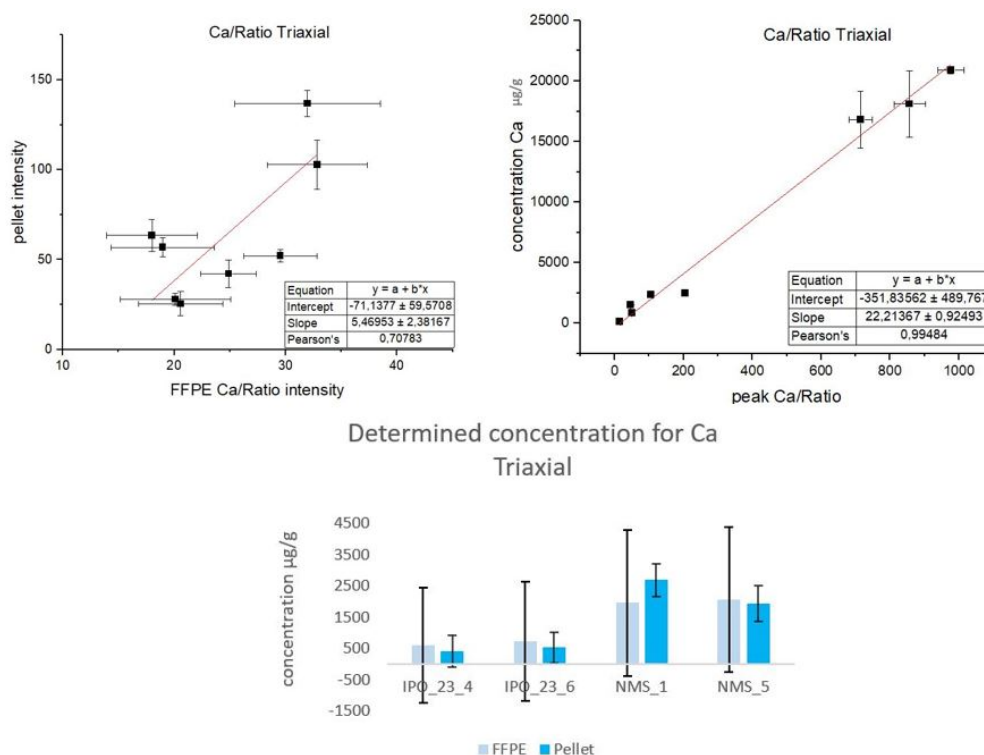 Ca/Ratio Triaxial
150
100
50
0
pellet intensity
10 20 30 40
FFPE Ca/Ratio intensity
Equation y = a + b*x
Intercept -71,1377 ± 59,5708
Slope 5,46953 ± 2,38167
Pearson's 0,70783
Ca/Ratio Triaxial
25000
20000
15000
10000
5000
0
concentration Ca µg/g
0 200 400 600 800 1000
peak Ca/Ratio
Equation y = a + b*x
Intercept -351,83562 ± 489,767
Slope 22,21367 ± 0,92493
Pearson's 0,99484
Determined concentration for Ca
Triaxial
4500
3500
2500
1500
500
-500
-1500
concentration µg/g
IPO_23_4 IPO_23_6 NMS_1 NMS_5
FFPE Pellet